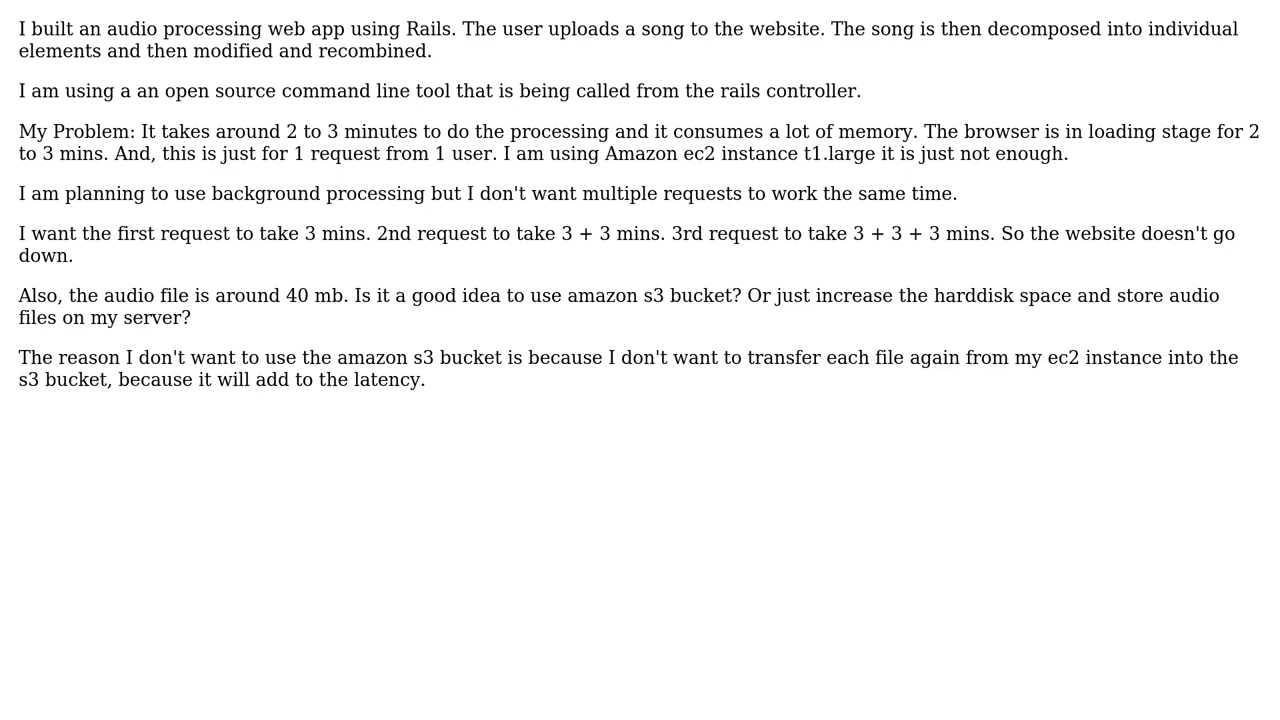 I built an audio processing web app using Rails. The user uploads a song to the website. The song is then decomposed into individual
elements and then modified and recombined.
I am using a an open source command line tool that is being called from the rails controller.
My Problem: It takes around 2 to 3 minutes to do the processing and it consumes a lot of memory. The browser is in loading stage for 2
to 3 mins. And, this is just for 1 request from 1 user. I am using Amazon ec2 instance t1.large it is just not enough.
I am planning to use background processing but I don't want multiple requests to work the same time.
I want the first request to take 3 mins. 2nd request to take 3 + 3 mins. 3rd request to take 3 + 3 + 3 mins. So the website doesn't go
down.
Also, the audio file is around 40 mb. Is it a good idea to use amazon s3 bucket? Or just increase the harddisk space and store audio
files on my server?
The reason I don't want to use the amazon s3 bucket is because I don't want to transfer each file again from my ec2 instance into the
s3 bucket, because it will add to the latency.